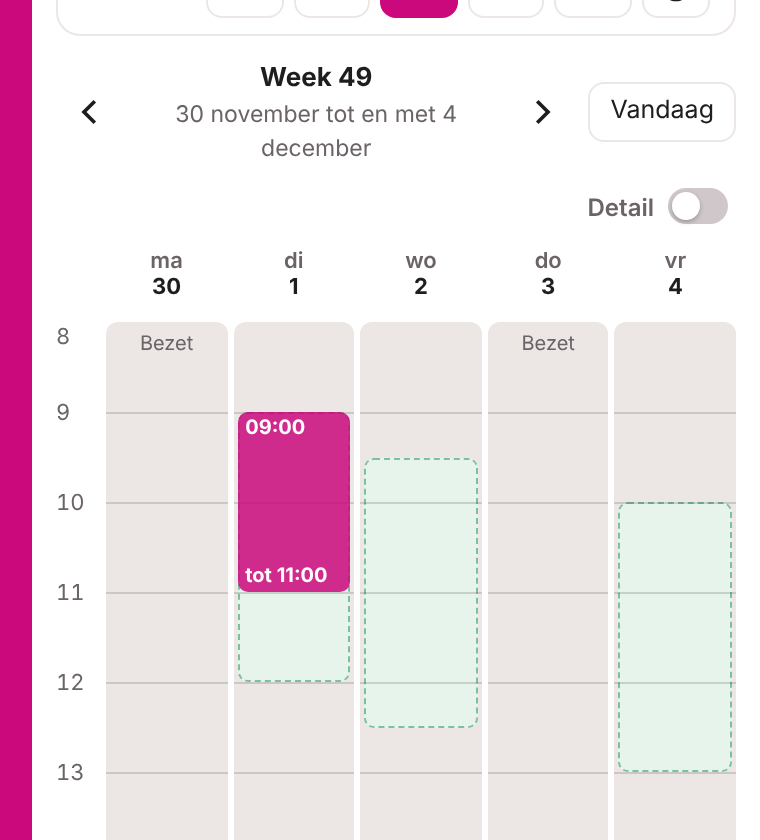 Week 49
30 november tot en met 4
december
Vandaag
Detail
ma
30
di
1
wo
2
do
3
vr
4
8
Bezet
Bezet
9
09:00
10
tot 11:00
11
12
13